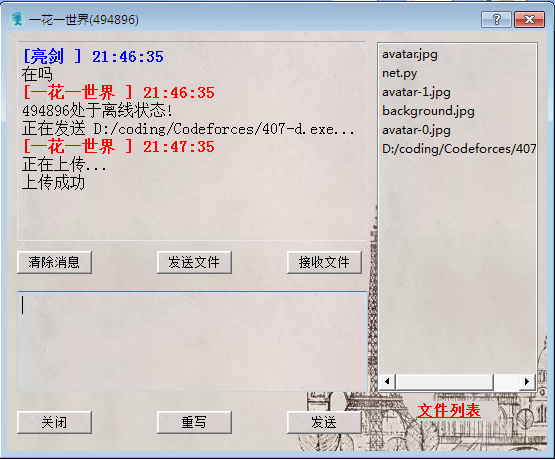 一花一世界(494896)
[亮剑 ] 21:46:35
在吗
[一花一世界 ] 21:46:35
494896处于离线状态!
正在发送 D:/coding/Codeforces/407-d.exe...
[一花一世界 ] 21:47:35
正在上传...
上传成功
avatar.jpg
net.py
avatar-1.jpg
background.jpg
avatar-0.jpg
D:/coding/Codeforces/407
清除消息
发送文件
接收文件
文件列表
关闭
重写
发送